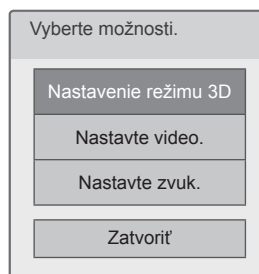 Vyberte možnosti.
Nastavenie režimu 3D
Nastavte video.
Nastavte zvuk.
Zatvoriť